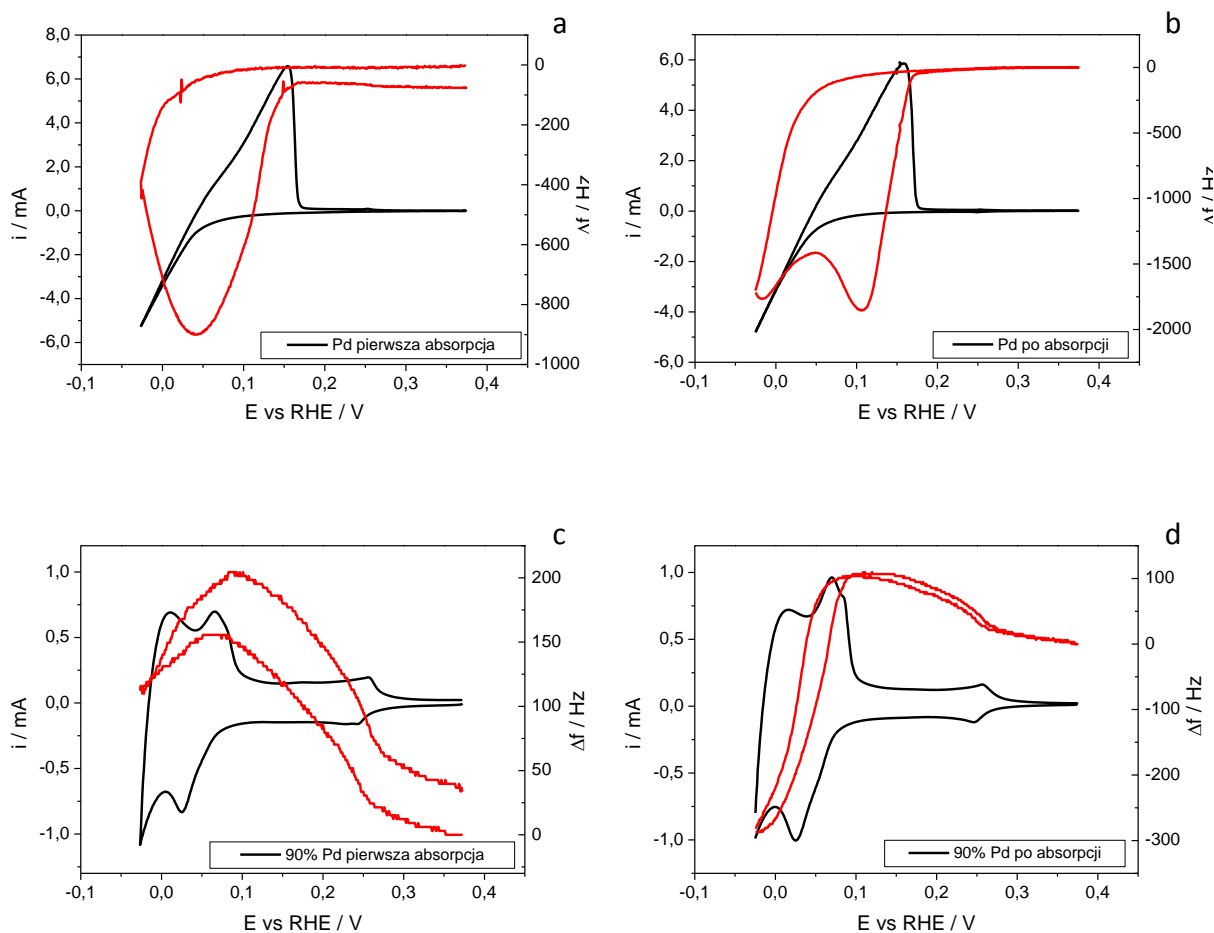 a
8,0
6,0
4,0
2,0
0,0
-2,0
-4,0
-6,0
i / mA
0
-200
-400
-600
-800
-1000
Δf / Hz
Pd pierwsza absorpcja
-0,1 0,0 0,1 0,2 0,3 0,4
E vs RHE / V
b
6,0
4,0
2,0
0,0
-2,0
-4,0
-6,0
i / mA
0
-500
-1000
-1500
-2000
Δf / Hz
Pd po absorpcji
-0,1 0,0 0,1 0,2 0,3 0,4
E vs RHE / V
c
1,0
0,5
0,0
-0,5
-1,0
i / mA
200
150
100
50
0
Δf / Hz
90% Pd pierwsza absorpcja
-0,1 0,0 0,1 0,2 0,3 0,4
E vs RHE / V
d
1,0
0,5
0,0
-0,5
-1,0
i / mA
100
0
-100
-200
-300
Δf / Hz
90% Pd po absorpcji
-0,1 0,0 0,1 0,2 0,3 0,4
E vs RHE / V